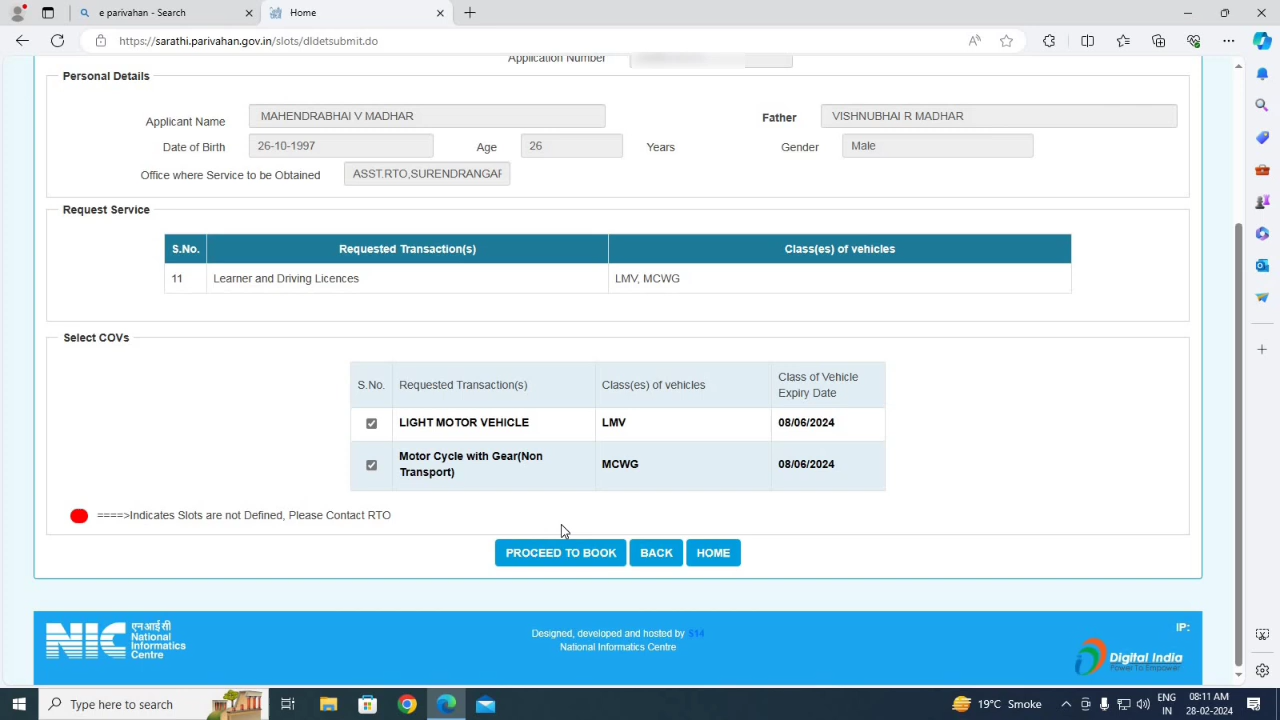 e parivahan - Search
Home
https://sarathi.parivahan.gov.in/slots/dldetsubmit.do
Application Number
Personal Details
Applicant Name MAHENDRABHAI V MADHAR Father VISHNUBHAI R MADHAR
Date of Birth 26-10-1997 Age 26 Years Gender Male
Office where Service to be Obtained ASST.RTO,SURENDRANGAR
Request Service
S.No. Requested Transaction(s) Class(es) of vehicles
11 Learner and Driving Licences LMV, MCWG
Select COVs
S.No. Requested Transaction(s) Class(es) of vehicles Class of Vehicle
Expiry Date
LIGHT MOTOR VEHICLE LMV 08/06/2024
Motor Cycle with Gear(Non
Transport) MCWG 08/06/2024
====>Indicates Slots are not Defined, Please Contact RTO
PROCEED TO BOOK BACK HOME
NIC एन आई सी
National
Informatics
Centre
Designed, developed and hosted by S14
National Informatics Centre
IP:
Digital India
Power To Empower
Type here to search
19°C Smoke
ENG
IN
08:11 AM
28-02-2024